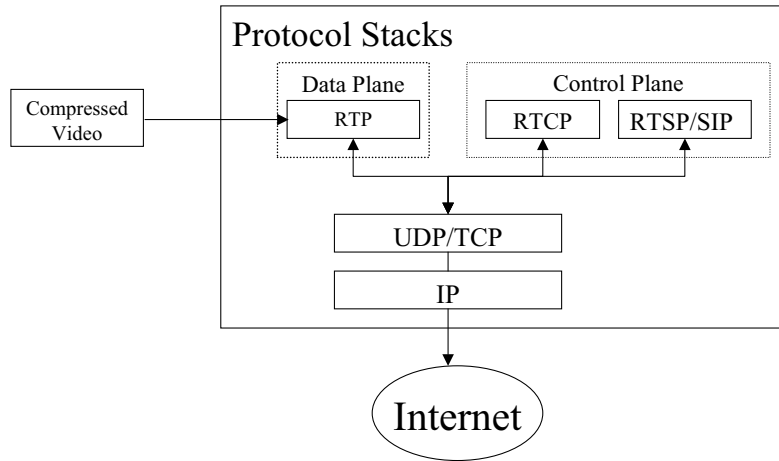 Protocol Stacks
Data Plane
Control Plane
Compressed
Video
RTP
RTCP
RTSP/SIP
UDP/TCP
IP
Internet